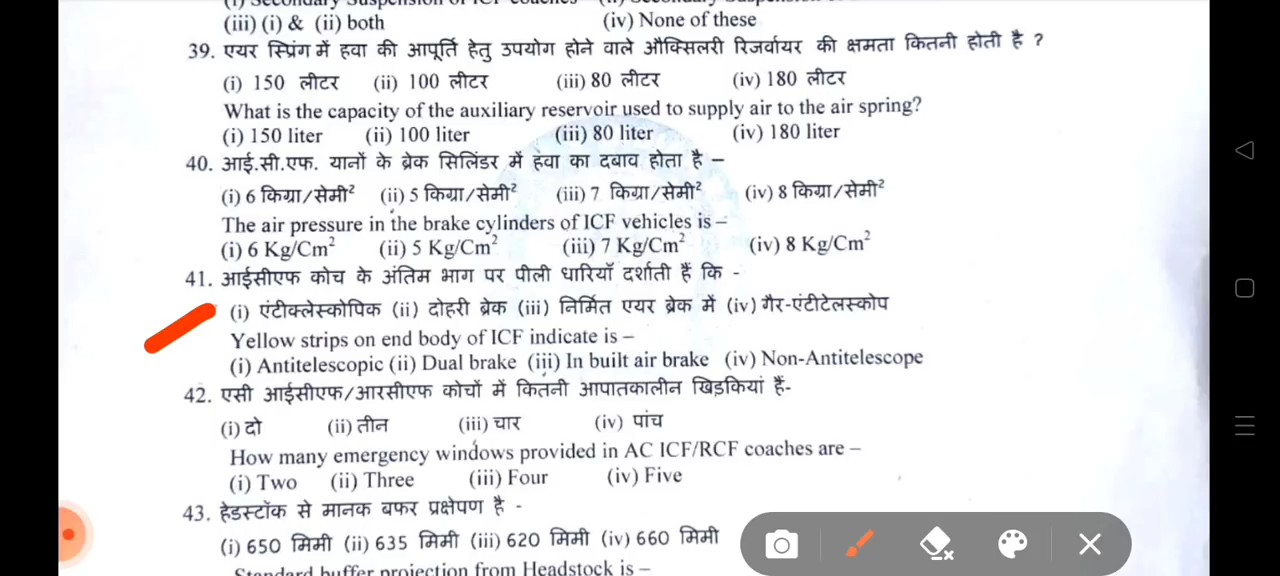 (iii) (i) & (ii) both (iv) None of these
39. एयर स्प्रिंग में हवा की आपूर्ति हेतु उपयोग होने वाले औक्सिलरी रिजर्वायर की क्षमता कितनी होती है ?
(i) 150 लीटर (ii) 100 लीटर (iii) 80 लीटर (iv) 180 लीटर
What is the capacity of the auxiliary reservoir used to supply air to the air spring?
(i) 150 liter (ii) 100 liter (iii) 80 liter (iv) 180 liter
40. आई.सी.एफ. यानों के ब्रेक सिलिंडर में हवा का दबाव होता है –
(i) 6 किग्रा/सेमी² (ii) 5 किग्रा/सेमी² (iii) 7 किग्रा/सेमी² (iv) 8 किग्रा/सेमी²
The air pressure in the brake cylinders of ICF vehicles is –
(i) 6 Kg/Cm² (ii) 5 Kg/Cm² (iii) 7 Kg/Cm² (iv) 8 Kg/Cm²
41. आईसीएफ कोच के अंतिम भाग पर पीली धारियाँ दर्शाती हैं कि -
(i) एंटीक्लेस्कोपिक (ii) दोहरी ब्रेक (iii) निर्मित एयर ब्रेक में (iv) गैर-एंटीटेलस्कोप
Yellow strips on end body of ICF indicate is –
(i) Antitelescopic (ii) Dual brake (iii) In built air brake (iv) Non-Antitelescope
42. एसी आईसीएफ/आरसीएफ कोचों में कितनी आपातकालीन खिड़कियां हैं-
(i) दो (ii) तीन (iii) चार (iv) पांच
How many emergency windows provided in AC ICF/RCF coaches are –
(i) Two (ii) Three (iii) Four (iv) Five
43. हेडस्टॉक से मानक बफर प्रक्षेपण है -
(i) 650 मिमी (ii) 635 मिमी (iii) 620 मिमी (iv) 660 मिमी
Standard buffer projection from Headstock is –